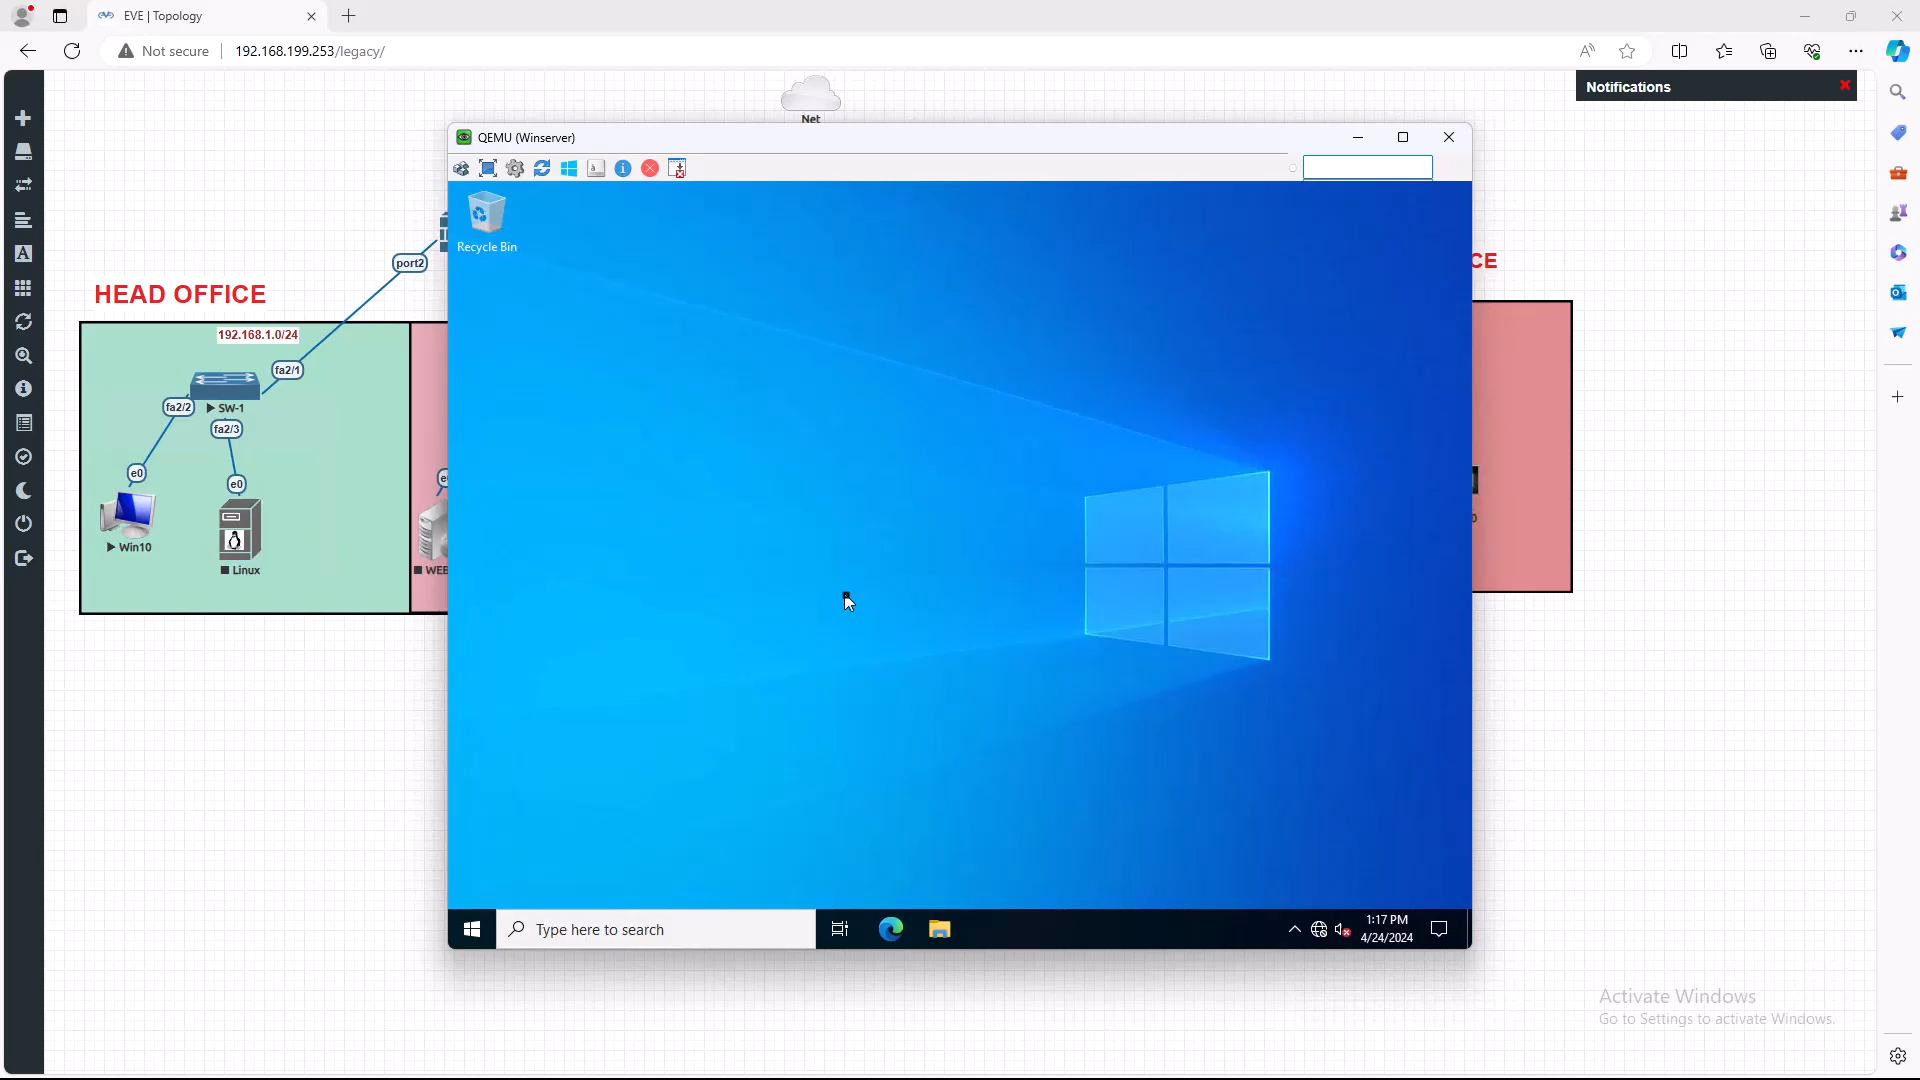 EVE | Topology
Not secure
192.168.199.253/legacy/
Notifications
Net
QEMU (Winserver)
Recycle Bin
port2
CE
HEAD OFFICE
192.168.1.0/24
fa2/1
fa2/2
SW-1
fa2/3
e0
e0
Win10
Linux
WEB
Type here to search
1:17 PM
4/24/2024
Activate Windows
Go to Settings to activate Windows.